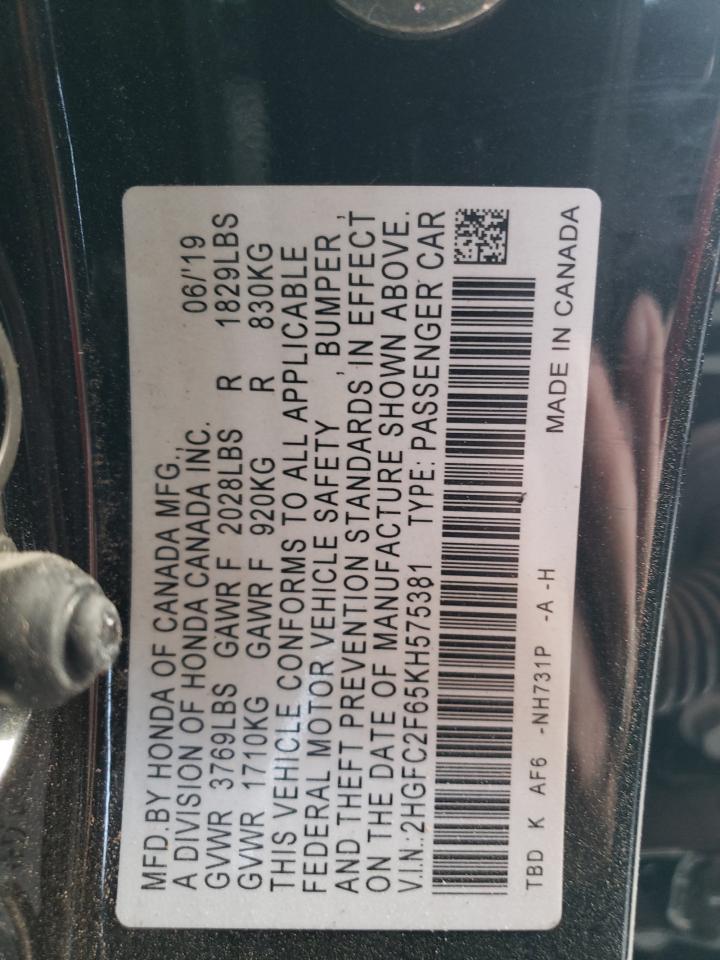 MFD.BY HONDA OF CANADA MFG., 06/'19
A DIVISION OF HONDA CANADA INC.
GVWR 3769LBS GAWR F 2028LBS R 1829LBS
GVWR 1710KG GAWR F 920KG R 830KG
THIS VEHICLE CONFORMS TO ALL APPLICABLE
FEDERAL MOTOR VEHICLE SAFETY , BUMPER ,
AND THEFT PREVENTION STANDARDS IN EFFECT
ON THE DATE OF MANUFACTURE SHOWN ABOVE.
V.I.N.:2HGFC2F65KH575381 TYPE: PASSENGER CAR
TBD K AF6 -NH731P -A -H MADE IN CANADA